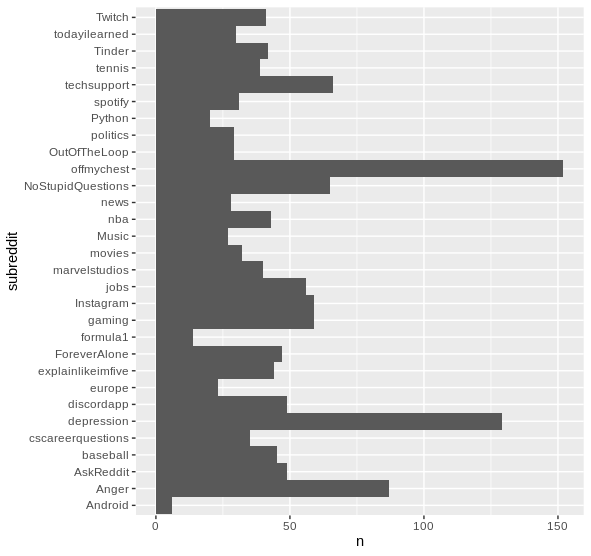 Twitch
todayilearned
Tinder
tennis
techsupport
spotify
Python
politics
OutOfTheLoop
offmychest
NoStupidQuestions
news
nba
Music
movies
marvelstudios
jobs
Instagram
gaming
formula1
ForeverAlone
explainlikeimfive
europe
discordapp
depression
cscareerquestions
baseball
AskReddit
Anger
Android
subreddit
0 50 100 150
n